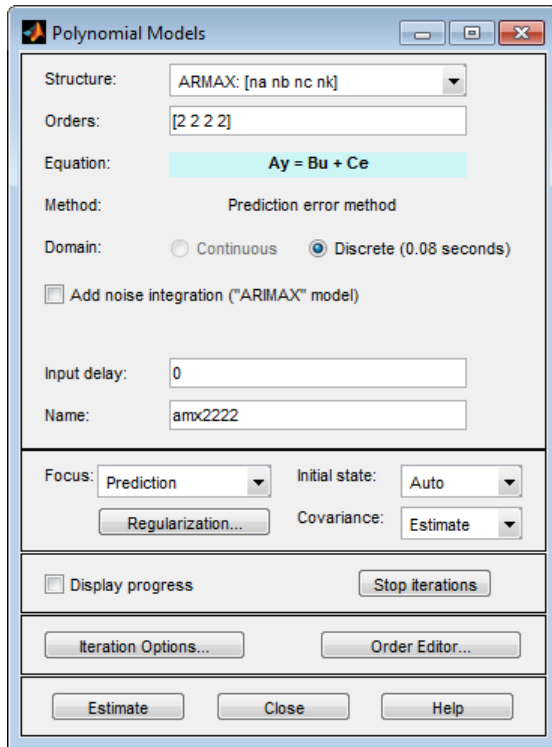 Polynomial Models
Structure: ARMAX: [na nb nc nk]
Orders: [2 2 2 2]
Equation: Ay = Bu + Ce
Method: Prediction error method
Domain: Continuous Discrete (0.08 seconds)
Add noise integration ("ARIMAX" model)
Input delay: 0
Name: amx2222
Focus: Prediction Initial state: Auto
Regularization... Covariance: Estimate
Display progress Stop iterations
Iteration Options... Order Editor...
Estimate Close Help